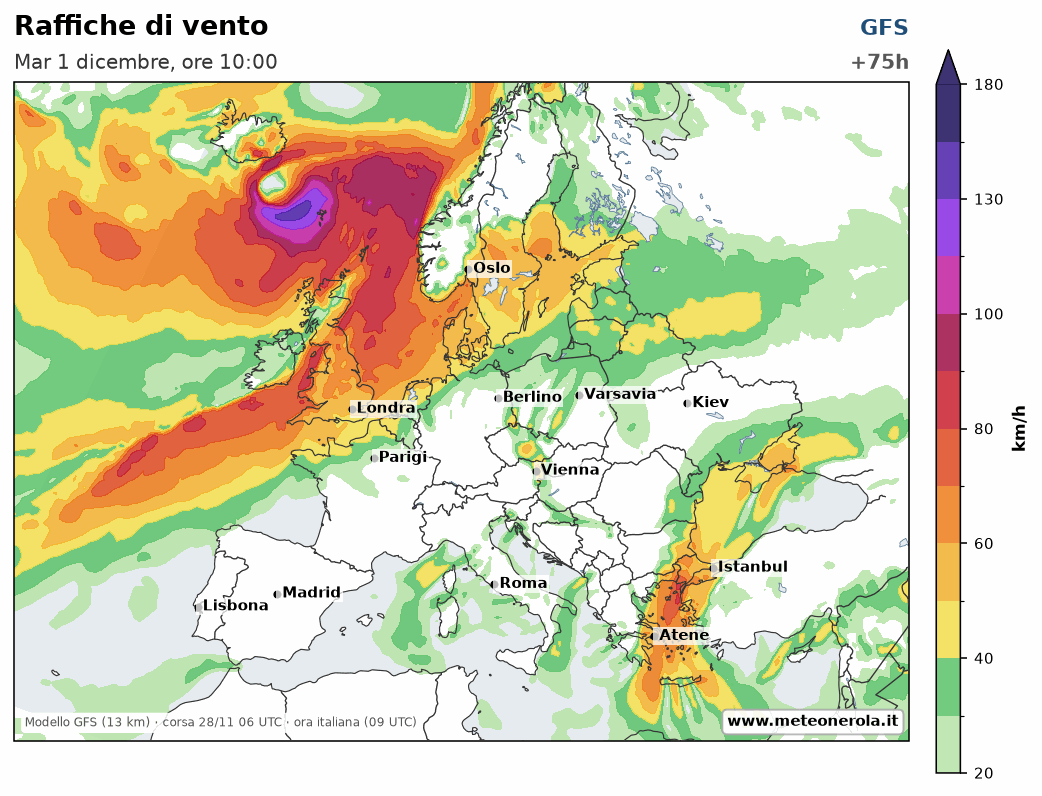 Raffiche di vento
GFS
Mar 1 dicembre, ore 10:00
+75h
180
130
100
80
60
40
20
km/h
Oslo
Londra
Berlino
Varsavia
Kiev
Parigi
Vienna
Istanbul
Roma
Madrid
Lisbona
Atene
Modello GFS (13 km) · corsa 28/11 06 UTC · ora italiana (09 UTC)
www.meteonerola.it